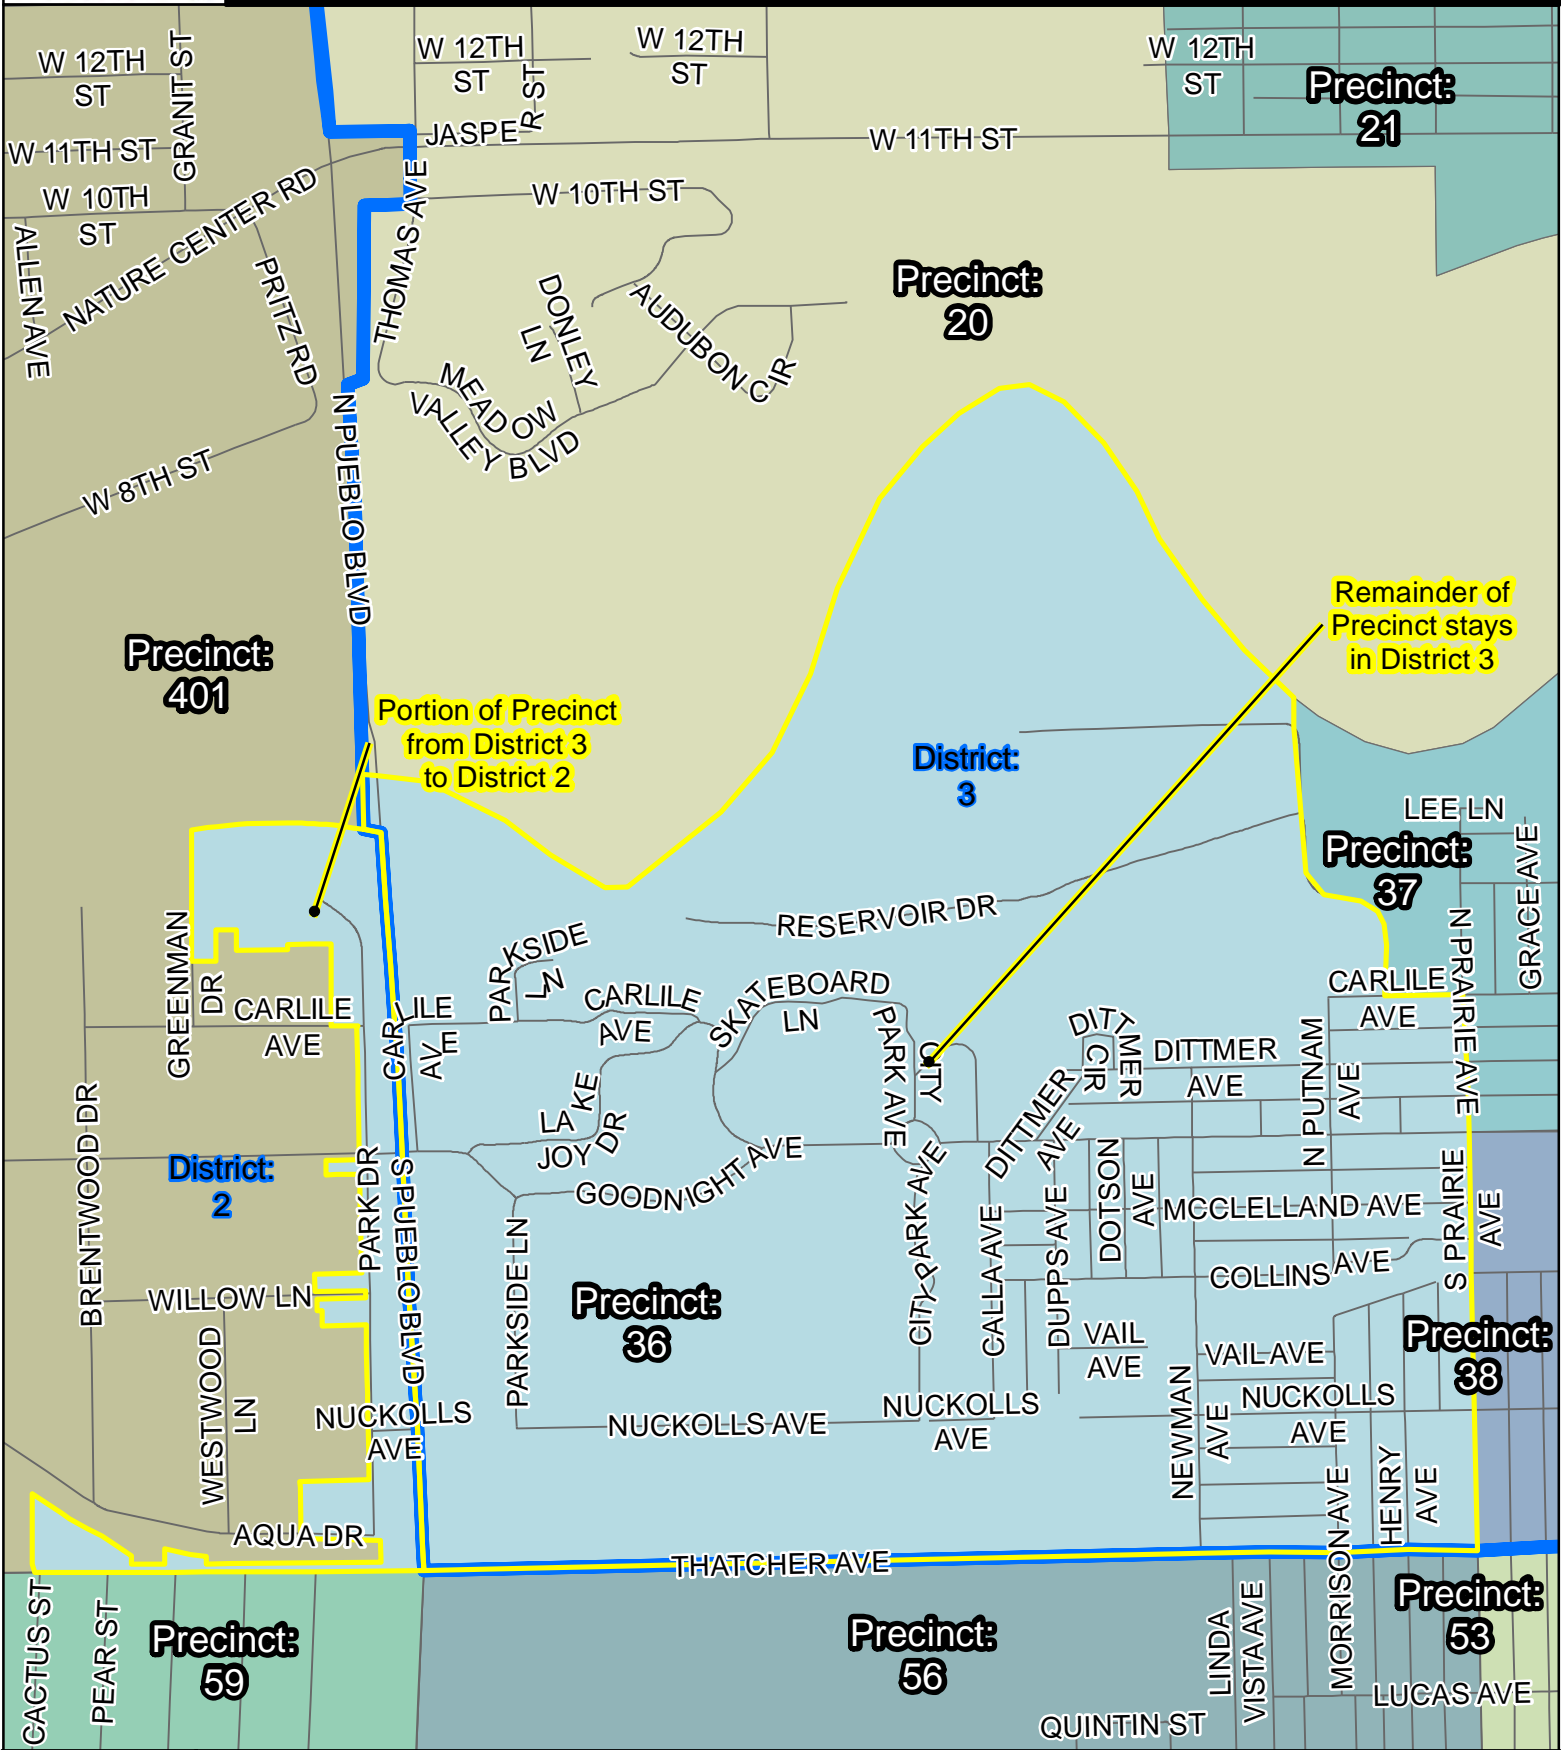 W 12TH
ST
GRANIT ST
W 12TH
ST
JASPE
R ST
W 12TH
ST
W 12TH
ST
Precinct:
21
W 11TH ST
W 11TH ST
W 10TH
ST
W 10TH ST
NATURE CENTER RD
THOMAS AVE
ALLEN AVE
PRITZ RD
DONLEY
LN
AUDUBON CIR
Precinct:
20
MEADOW
VALLEY BLVD
W 8TH ST
N PUEBLO BLVD
Remainder of
Precinct stays
in District 3
Precinct:
401
Portion of Precinct
from District 3
to District 2
District:
3
LEE LN
GRACE AVE
Precinct:
37
RESERVOIR DR
GREENMAN
DR
PARKSIDE
LN
N PRAIRIE AVE
CARLILE
AVE
CARLILE
AVE
CARLILE
AVE
SKATEBOARD
LN
CARLILE
AVE
CITY
PARK AVE
DITTMER
CIR
DITTMER
AVE
DITTMER
AVE
N PUTNAM
AVE
BRENTWOOD DR
LAKE
JOY DR
District:
2
PARK DR
S PUEBLO BLVD
GOODNIGHT AVE
CITY PARK AVE
DOTSON
AVE
MCCLELLAND AVE
S PRAIRIE
AVE
PARKSIDE LN
CALLA AVE
DUPPS AVE
COLLINS AVE
WILLOW LN
Precinct:
36
VAIL
AVE
VAIL AVE
Precinct:
38
WESTWOOD
LN
NUCKOLLS
AVE
NUCKOLLS AVE
NUCKOLLS
AVE
NEWMAN
AVE
NUCKOLLS
AVE
HENRY
AVE
AQUA DR
THATCHER AVE
MORRISON AVE
CACTUS ST
PEAR ST
Precinct:
59
Precinct:
56
LINDA
VISTA AVE
Precinct:
53
LUCAS AVE
QUINTIN ST